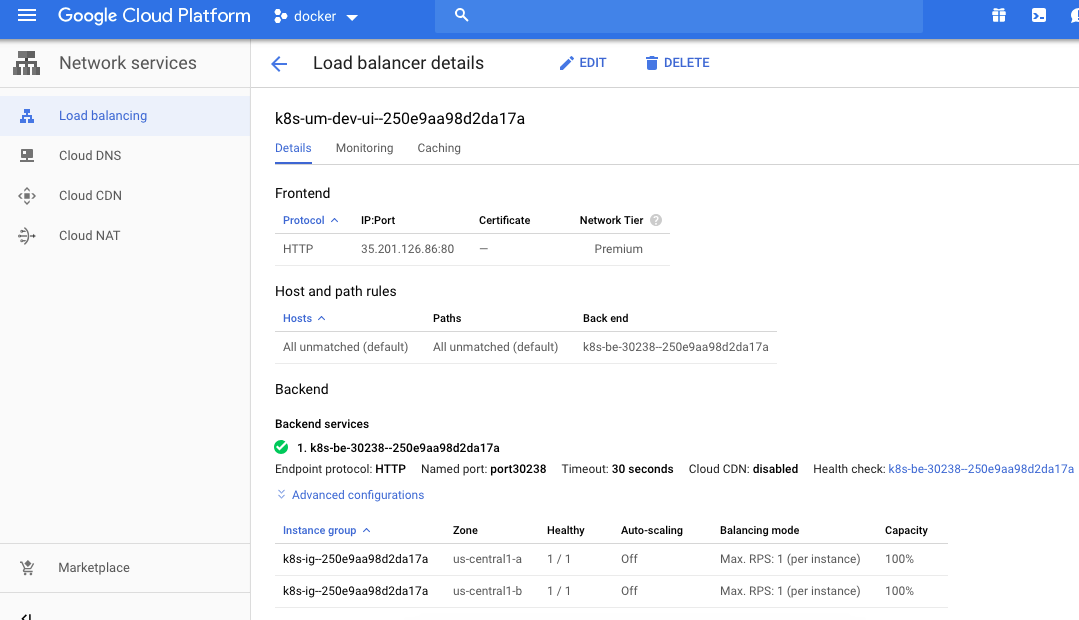 Google Cloud Platform docker
Network services
Load balancer details EDIT DELETE
Load balancing
Cloud DNS
Cloud CDN
Cloud NAT
Marketplace
k8s-um-dev-ui--250e9aa98d2da17a
Details Monitoring Caching
Frontend
Protocol IP:Port Certificate Network Tier ?
HTTP 35.201.126.86:80 — Premium
Host and path rules
Hosts Paths Back end
All unmatched (default) All unmatched (default) k8s-be-30238--250e9aa98d2da17a
Backend
Backend services
1. k8s-be-30238--250e9aa98d2da17a
Endpoint protocol: HTTP Named port: port30238 Timeout: 30 seconds Cloud CDN: disabled Health check: k8s-be-30238--250e9aa98d2da17a
Advanced configurations
Instance group Zone Healthy Auto-scaling Balancing mode Capacity
k8s-ig--250e9aa98d2da17a us-central1-a 1 / 1 Off Max. RPS: 1 (per instance) 100%
k8s-ig--250e9aa98d2da17a us-central1-b 1 / 1 Off Max. RPS: 1 (per instance) 100%